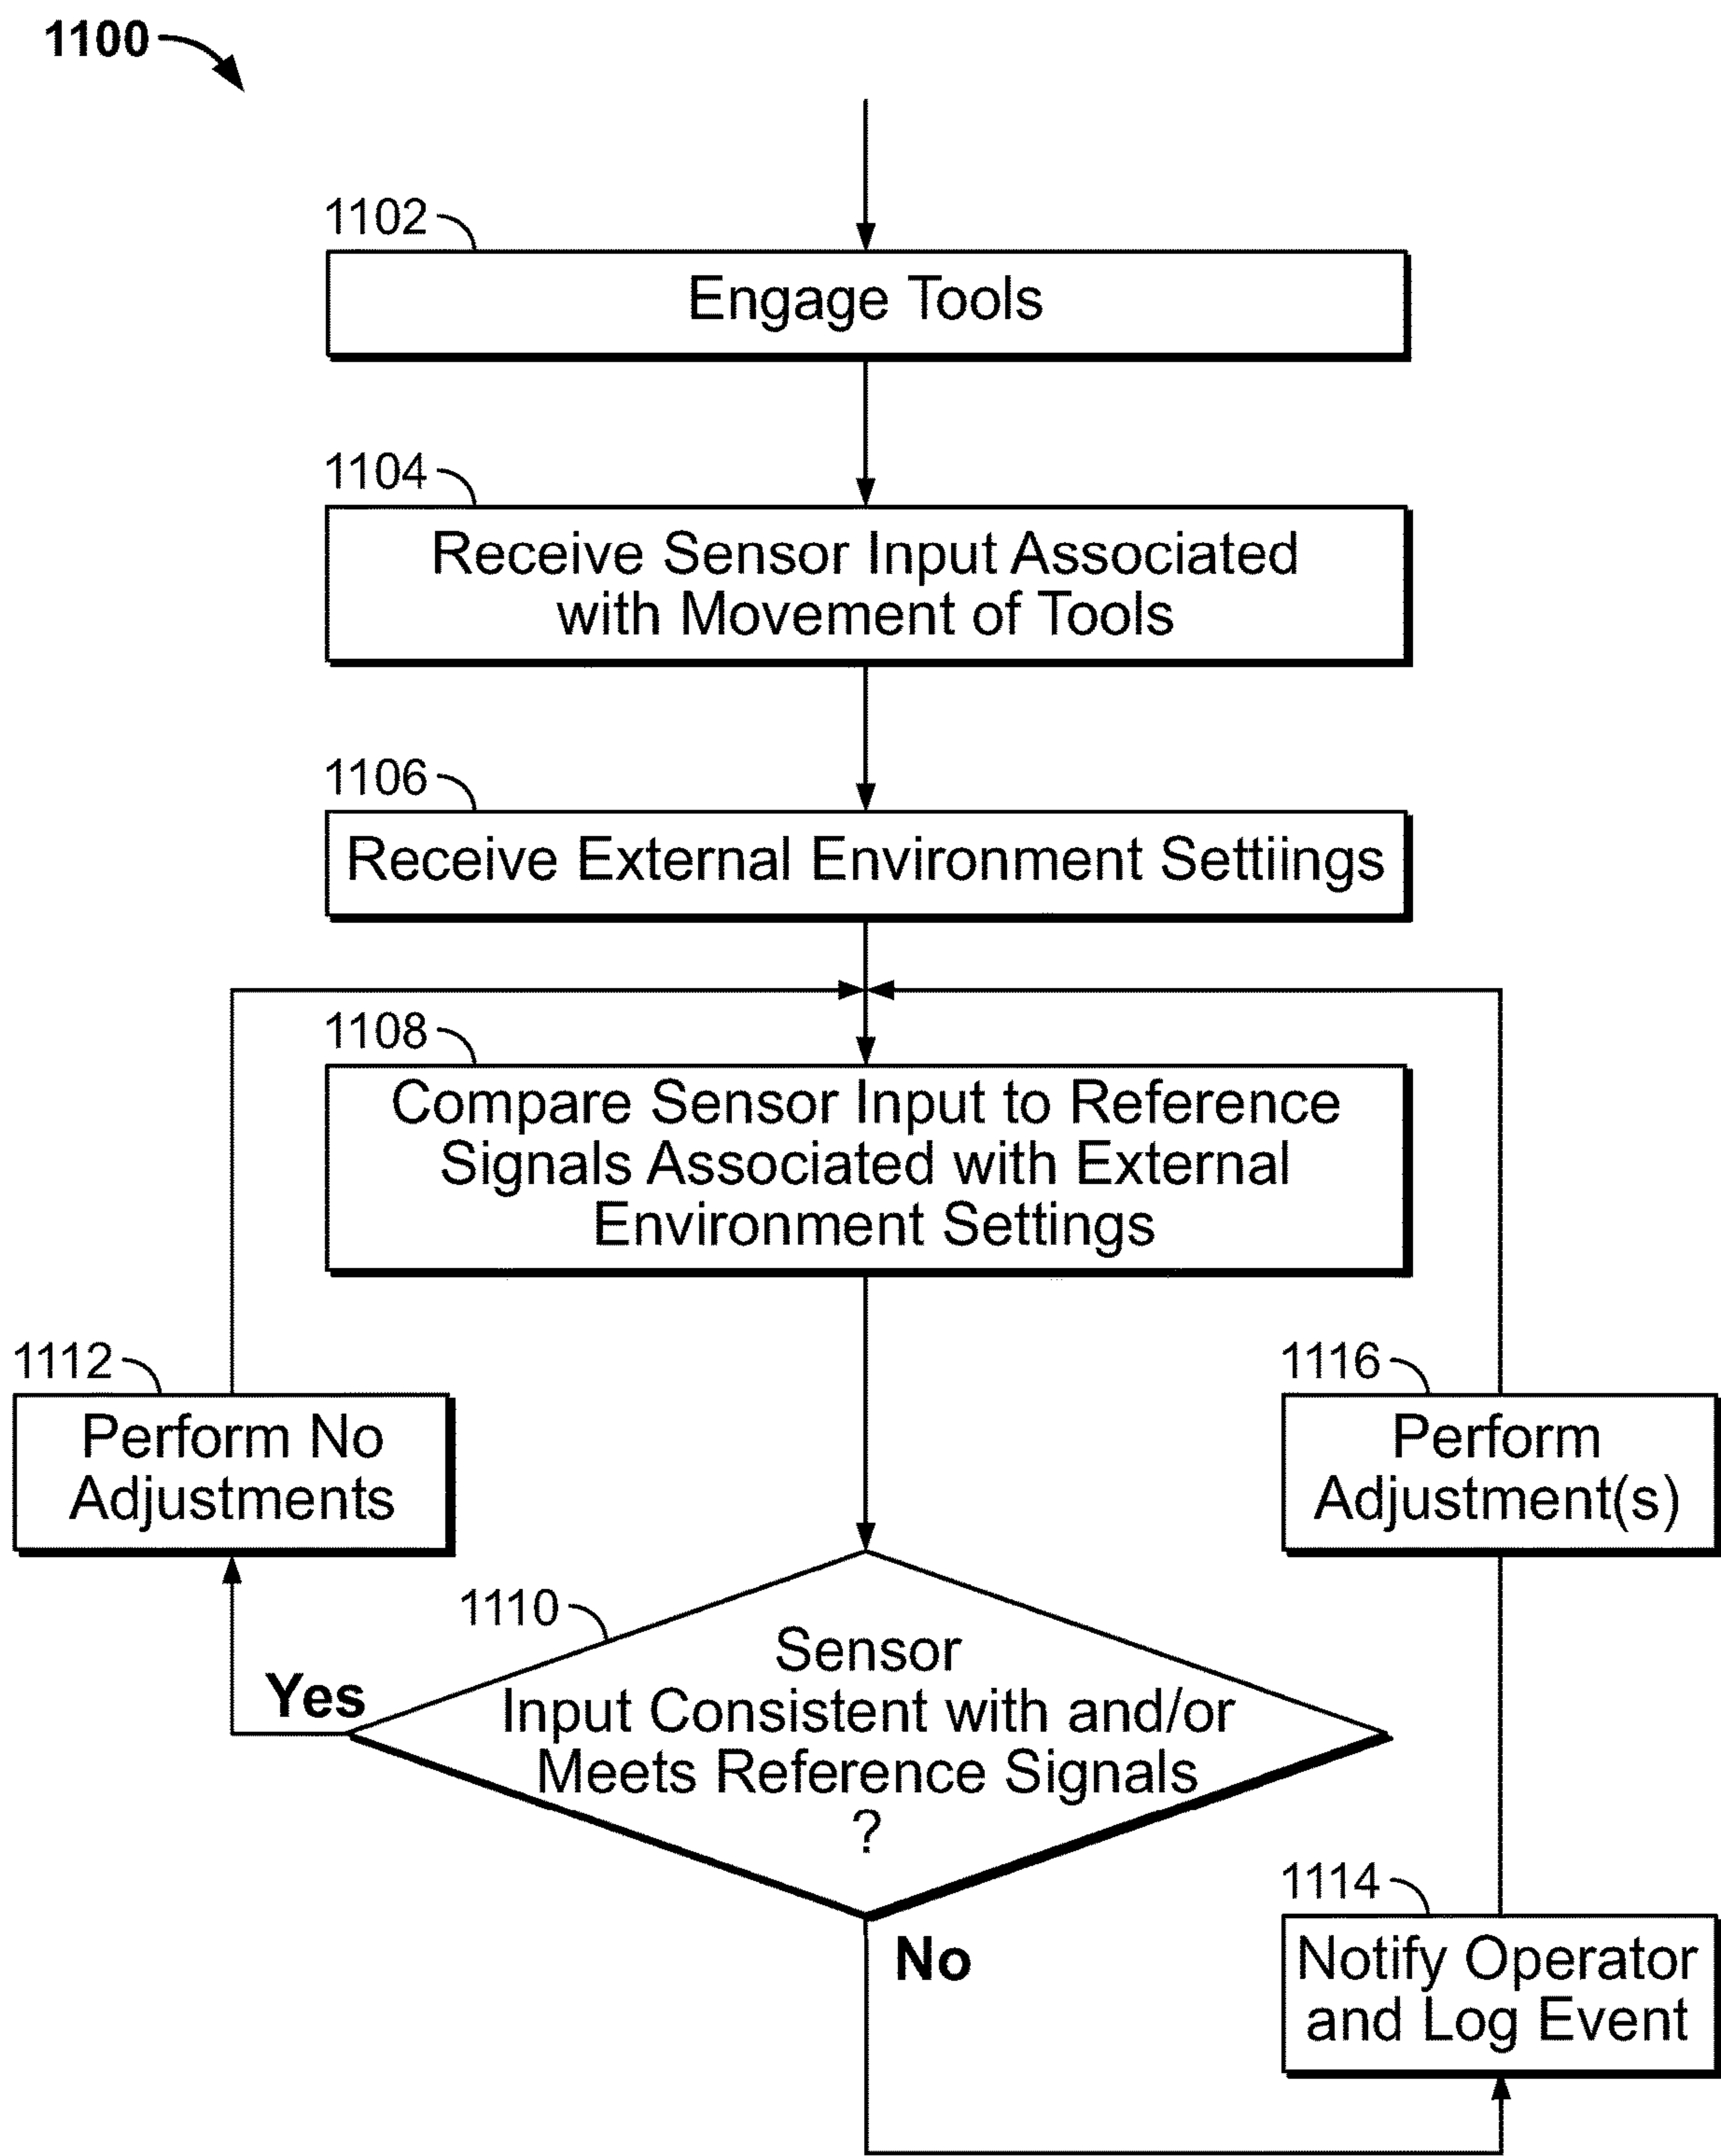 1100
1102
Engage Tools
1104
Receive Sensor Input Associated
with Movement of Tools
1106
Receive External Environment Settiings
1108
Compare Sensor Input to Reference
Signals Associated with External
Environment Settings
1112
Perform No
Adjustments
1116
Perform
Adjustment(s)
1110
Sensor
Input Consistent with and/or
Meets Reference Signals
?
Yes
No
1114
Notify Operator
and Log Event